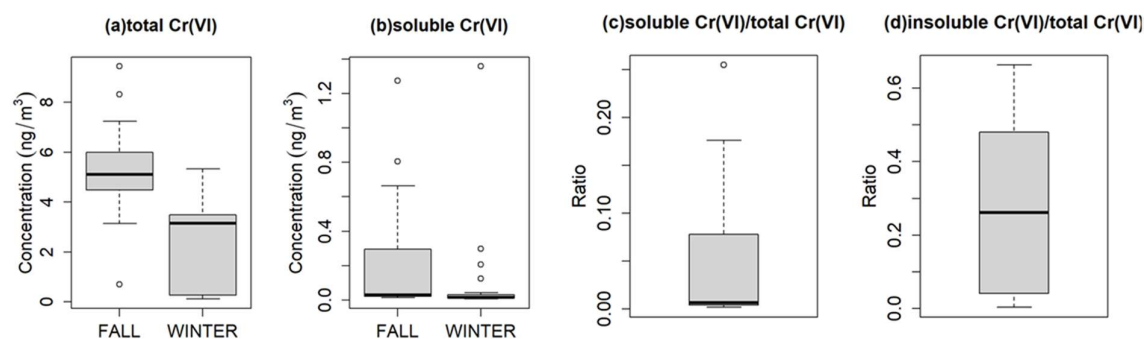 (a)total Cr(VI)
Concentration (ng/m³)
8
6
4
2
0
FALL WINTER
(b)soluble Cr(VI)
Concentration (ng/m³)
1.2
0.8
0.4
0.0
FALL WINTER
(c)soluble Cr(VI)/total Cr(VI)
Ratio
0.20
0.10
0.00
(d)insoluble Cr(VI)/total Cr(VI)
Ratio
0.6
0.4
0.2
0.0